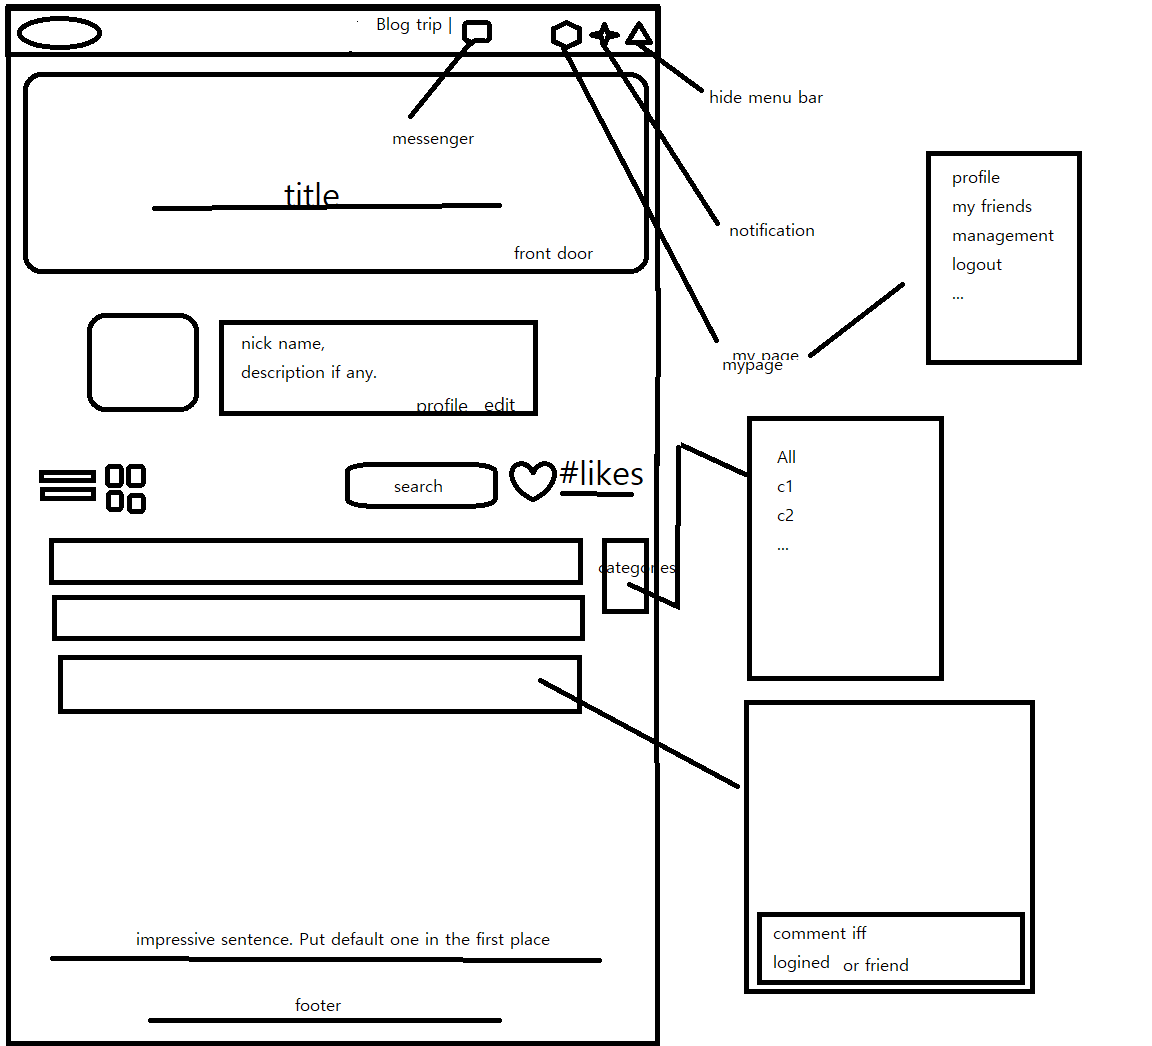 Blog trip |
messenger
hide menu bar
title
front door
notification
profile
my friends
management
logout
...
my page
mypage
nick name,
description if any.
profile edit
search
#likes
categories
All
c1
c2
...
comment iff
logined or friend
impressive sentence. Put default one in the first place
footer